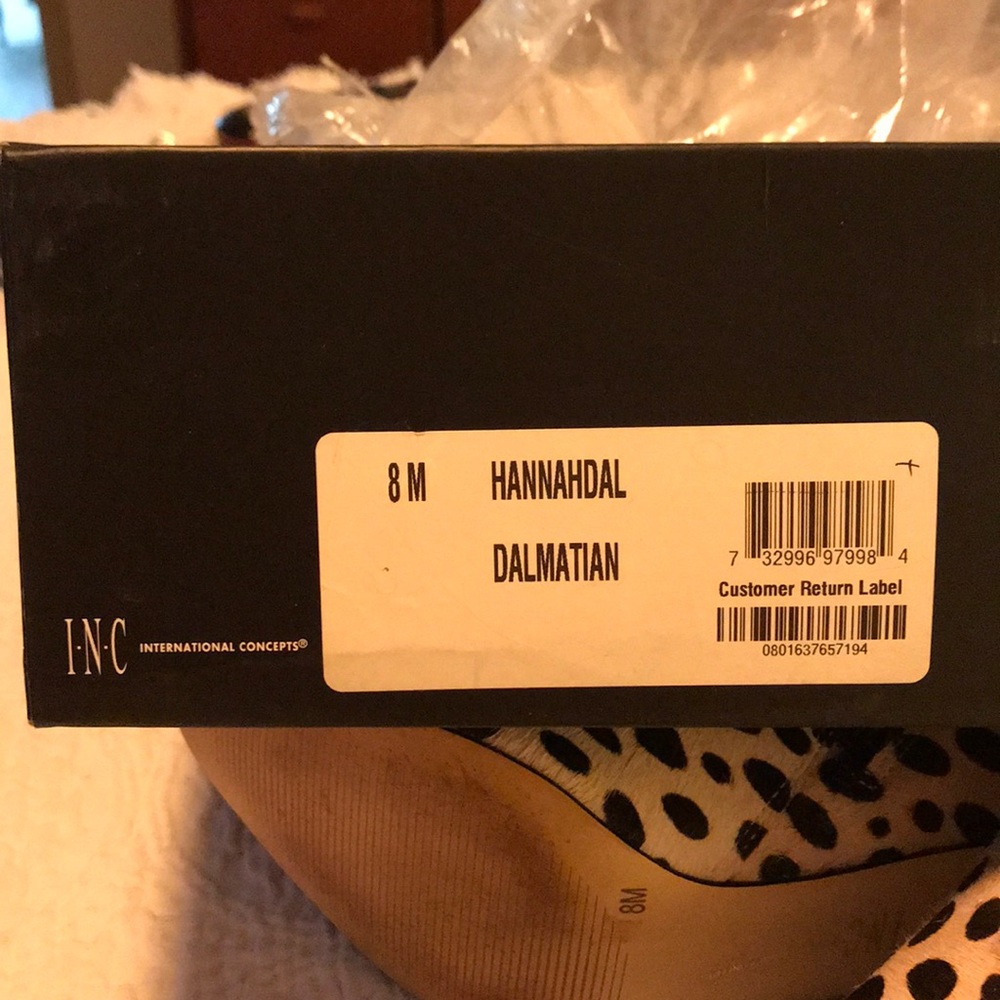 8 M HANNAHDAL
DALMATIAN
7 32996 97998 4
Customer Return Label
0801637657194
I·N·C INTERNATIONAL CONCEPTS®
8M